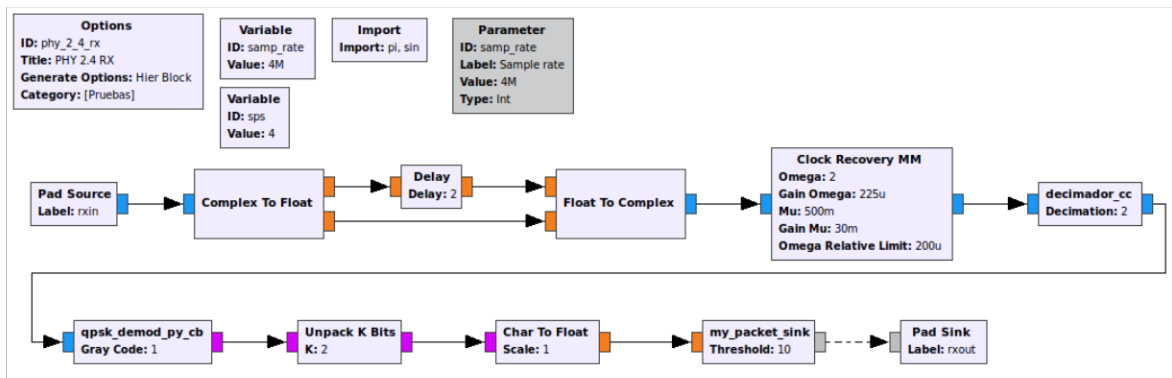 Options
ID: phy_2_4_rx
Title: PHY 2.4 RX
Generate Options: Hier Block
Category: [Pruebas]
Variable
ID: samp_rate
Value: 4M
Import
Import: pi, sin
Parameter
ID: samp_rate
Label: Sample rate
Value: 4M
Type: Int
Variable
ID: sps
Value: 4
Pad Source
Label: rxin
Complex To Float
Delay
Delay: 2
Float To Complex
Clock Recovery MM
Omega: 2
Gain Omega: 225u
Mu: 500m
Gain Mu: 30m
Omega Relative Limit: 200u
decimador_cc
Decimation: 2
qpsk_demod_py_cb
Gray Code: 1
Unpack K Bits
K: 2
Char To Float
Scale: 1
my_packet_sink
Threshold: 10
Pad Sink
Label: rxout